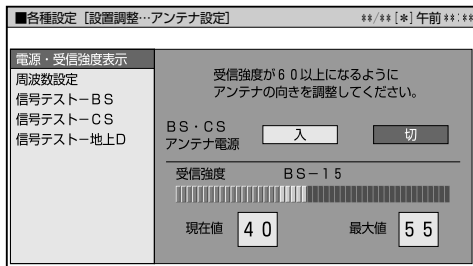 ■各種設定［設置調整…アンテナ設定］ **/**[*]午前**:**
電源・受信強度表示
周波数設定
信号テストーBS
信号テストーCS
信号テストー地上D
受信強度が60以上になるように
アンテナの向きを調整してください。
BS・CS
アンテナ電源 入 切
受信強度 BS－15
現在値 40 最大値 55